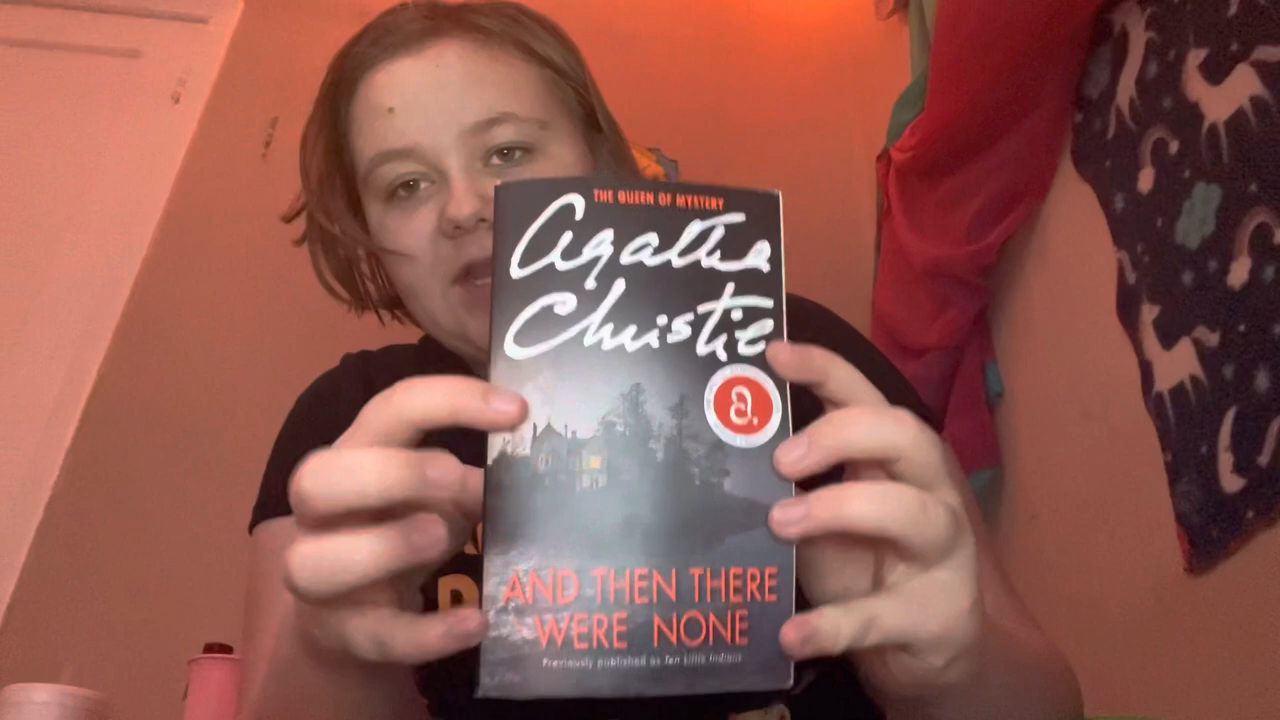 THE QUEEN OF MYSTERY
Agatha
Christie
a.
AND THEN THERE
WERE NONE
Previously published as Ten Little Indians